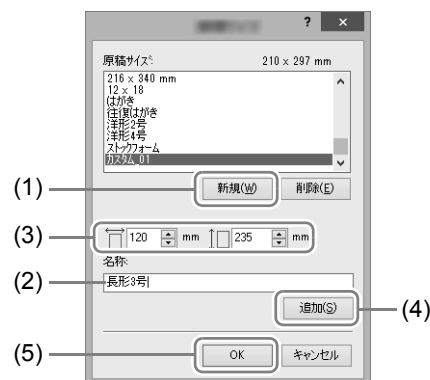 ? ×
原稿サイズ: 210 × 297 mm
216 × 340 mm
12 × 18
はがき
往復はがき
洋形2号
洋形4号
ストックフォーム
カスタム_01
(1) 新規(W) 削除(E)
(3) 120 mm 235 mm
名称:
(2) 長形3号
追加(S) (4)
(5) OK キャンセル